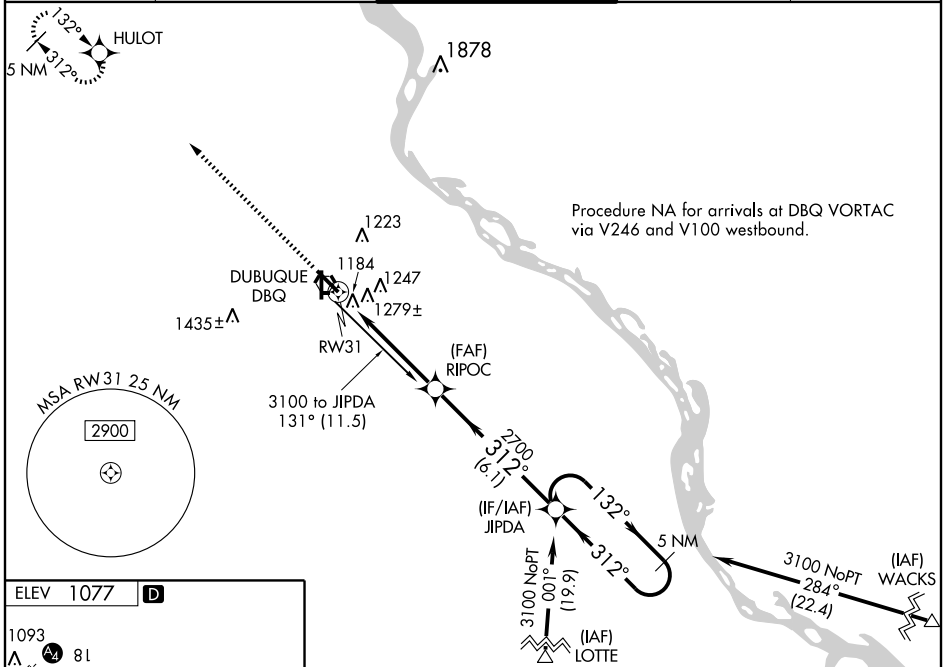 132°
HULOT
312°
5 NM
1878
Procedure NA for arrivals at DBQ VORTAC
via V246 and V100 westbound.
1223
1184
DUBUQUE
DBQ
1247
1279±
1435±
RW31
(FAF)
RIPOC
3100 to JIPDA
131° (11.5)
MSA RW31 25 NM
2900
2700
312°
(6.1)
(IF/IAF)
JIPDA
132°
312°
5 NM
3100 NoPT
001°
(19.9)
(IAF)
LOTTE
3100 NoPT
284°
(22.4)
(IAF)
WACKS
ELEV 1077 D
1093
A4
81